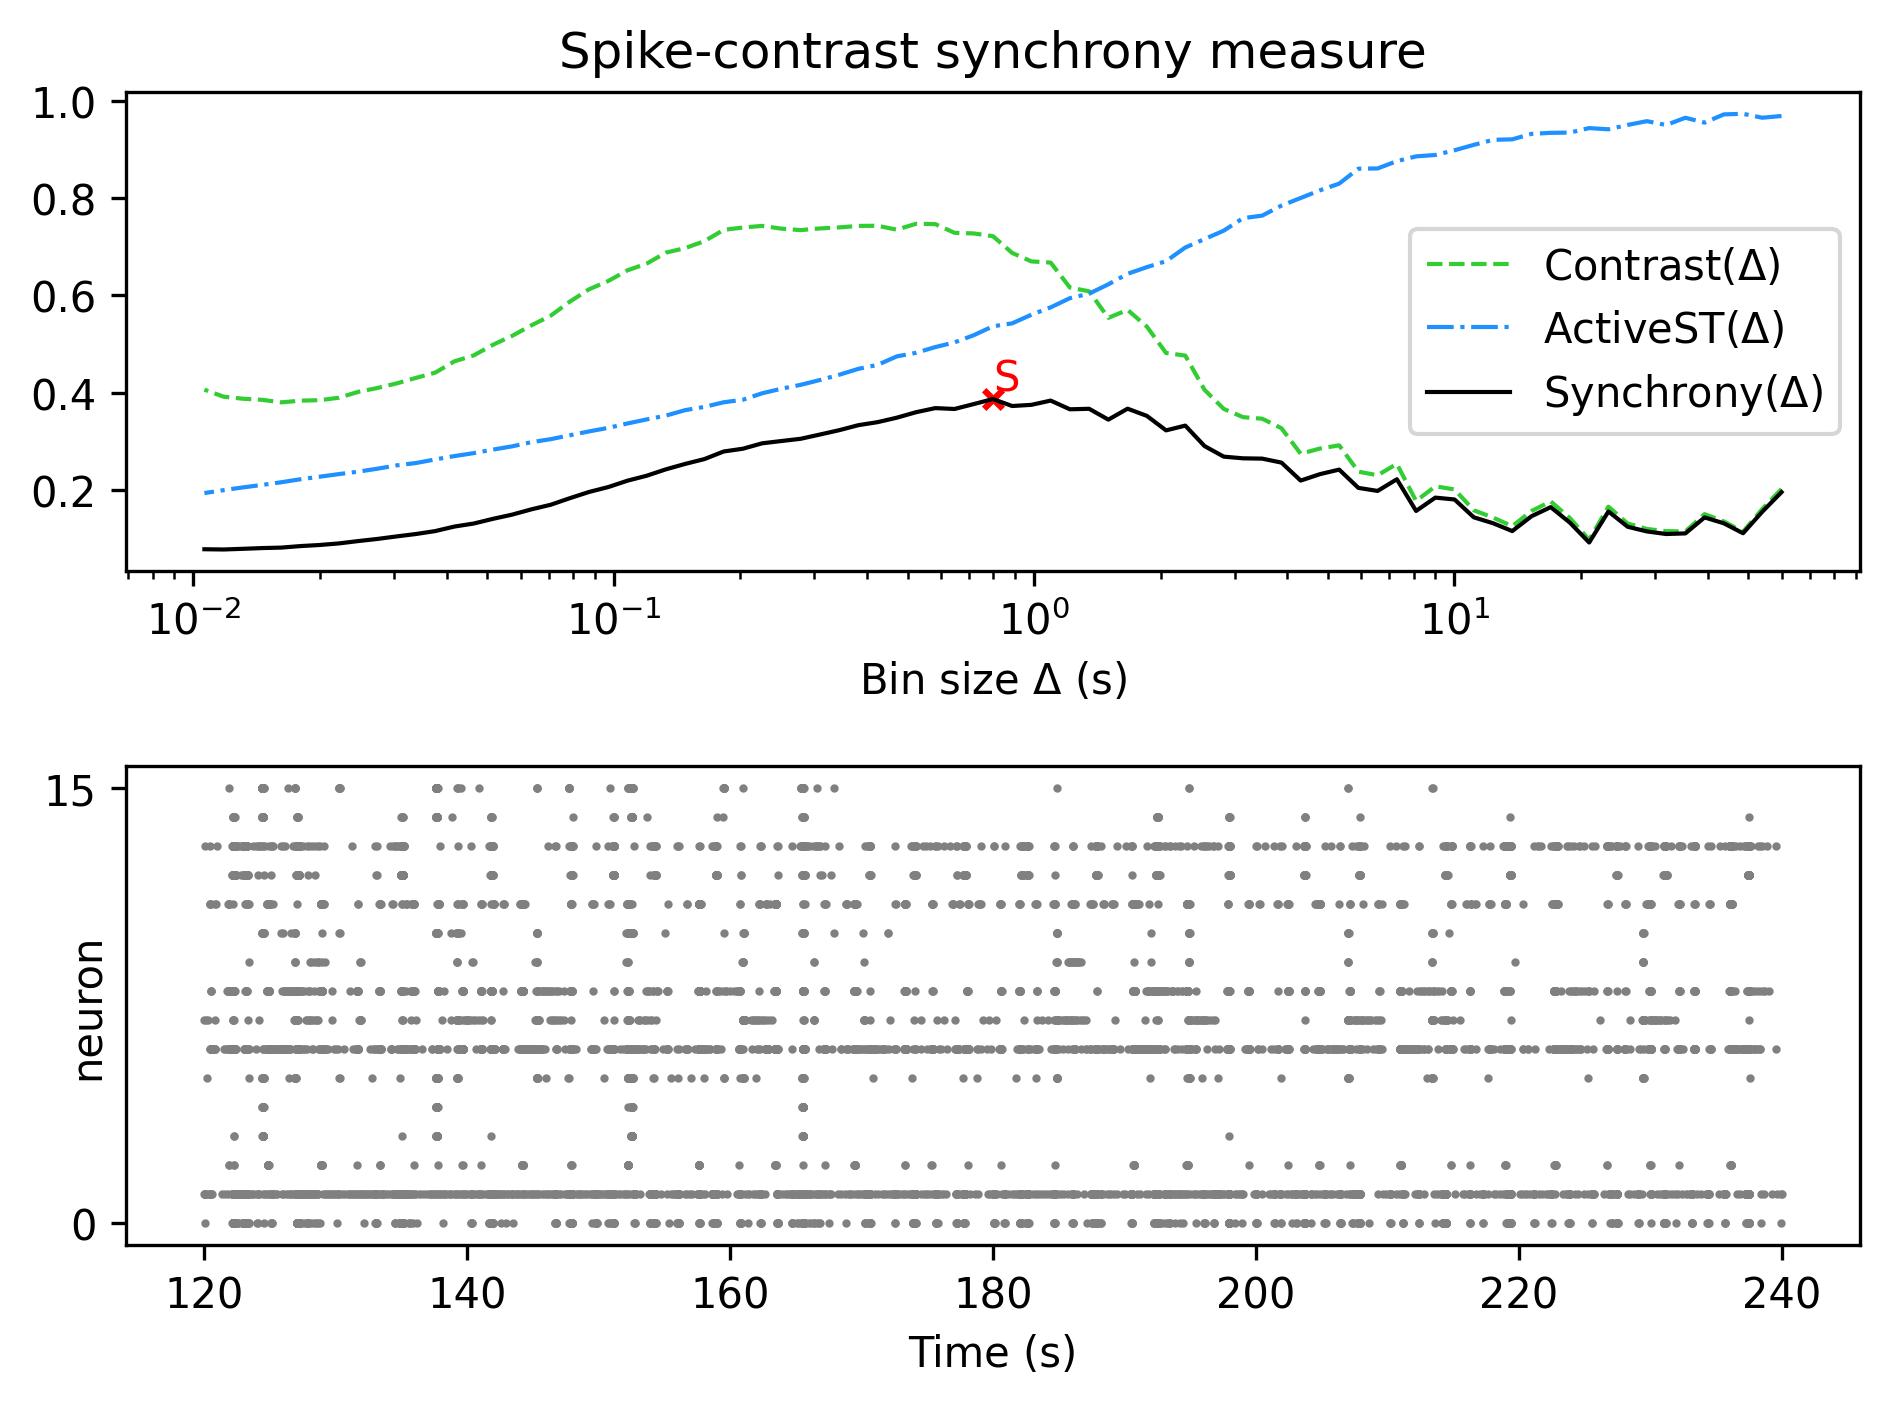 Spike-contrast synchrony measure
1.0
0.8
0.6
0.4
0.2
S
Contrast(Δ)
ActiveST(Δ)
Synchrony(Δ)
10⁻² 10⁻¹ 10⁰ 10¹
Bin size Δ (s)
15
neuron
0
120 140 160 180 200 220 240
Time (s)